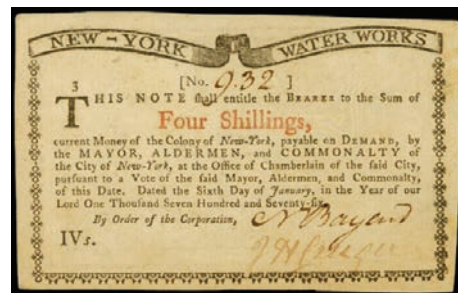 NEW-YORK WATER WORKS
3
[No. 932 ]
THIS NOTE shall entitle the BEARER to the Sum of
Four Shillings,
current Money of the Colony of New-York, payable on DEMAND, by
the MAYOR, ALDERMEN, and COMMONALTY of
the City of New-York, at the Office of Chamberlain of the said City,
pursuant to a Vote of the said Mayor, Aldermen, and Commonalty,
of this Date. Dated the Sixth Day of January, in the Year of our
Lord One Thousand Seven Hundred and Seventy-six.
By Order of the Corporation, N Bayard
IVs.